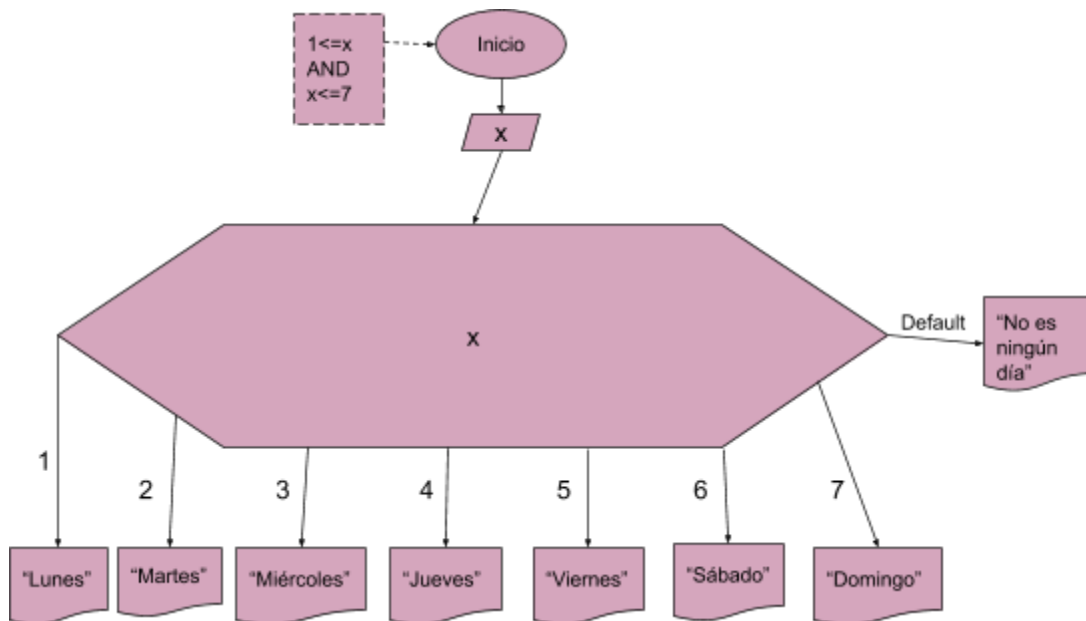 1<=x
AND
x<=7
Inicio
x
x
Default
“No es
ningún
día”
1
2
3
4
5
6
7
“Lunes”
“Martes”
“Miércoles”
“Jueves”
“Viernes”
“Sábado”
“Domingo”